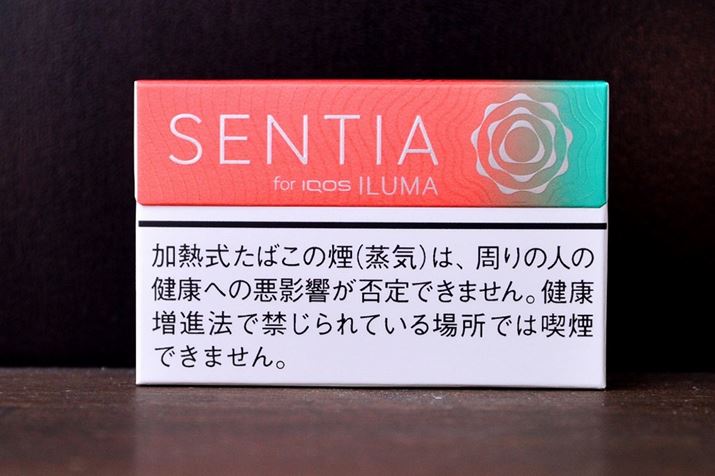 SENTIA
for IQOS ILUMA
加熱式たばこの煙(蒸気)は、周りの人の
健康への悪影響が否定できません。健康
増進法で禁じられている場所では喫煙
できません。